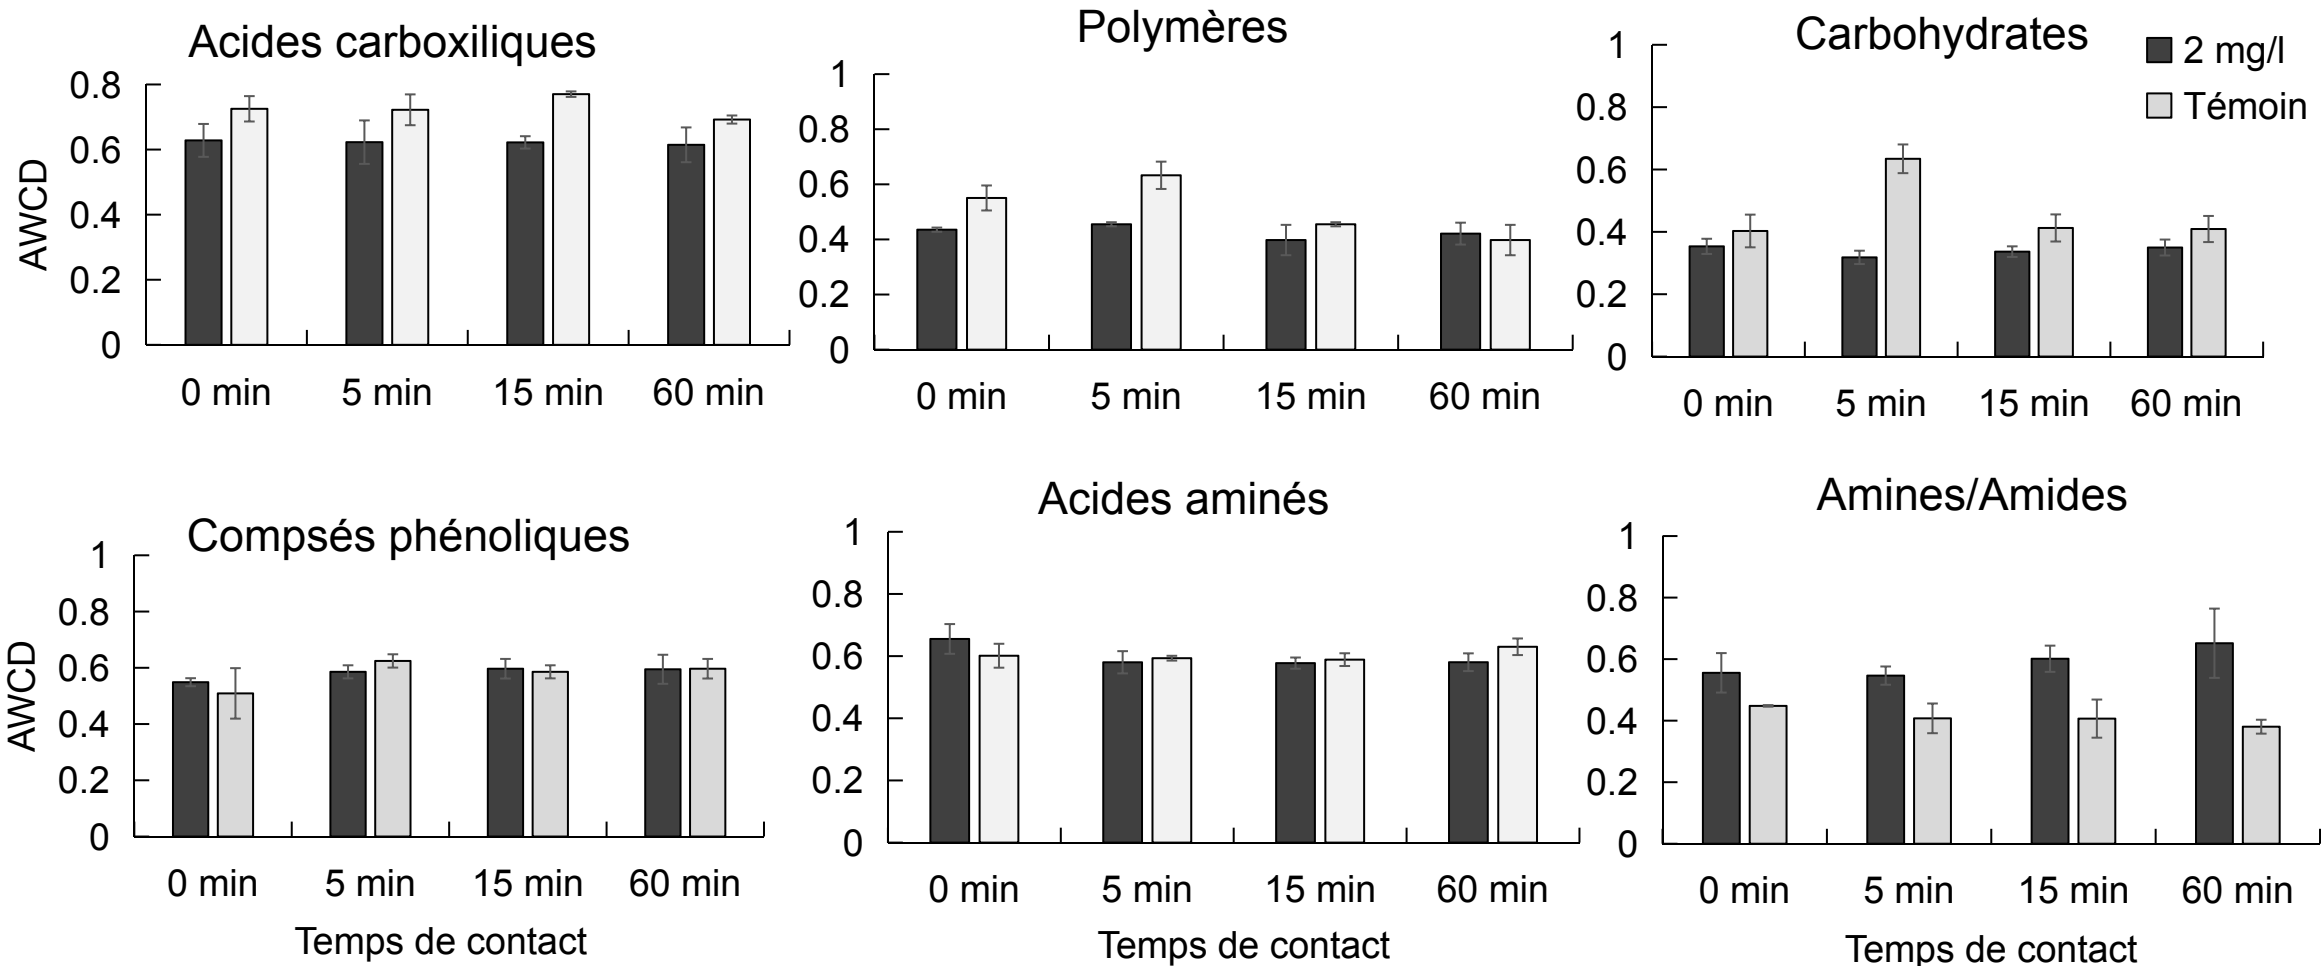 Acides carboxiliques
AWCD
0.8
0.6
0.4
0.2
0
0 min 5 min 15 min 60 min
Polymères
1
0.8
0.6
0.4
0.2
0
0 min 5 min 15 min 60 min
Carbohydrates
2 mg/l
Témoin
1
0.8
0.6
0.4
0.2
0
0 min 5 min 15 min 60 min
Compsés phénoliques
AWCD
1
0.8
0.6
0.4
0.2
0
0 min 5 min 15 min 60 min
Temps de contact
Acides aminés
1
0.8
0.6
0.4
0.2
0
0 min 5 min 15 min 60 min
Temps de contact
Amines/Amides
1
0.8
0.6
0.4
0.2
0
0 min 5 min 15 min 60 min
Temps de contact